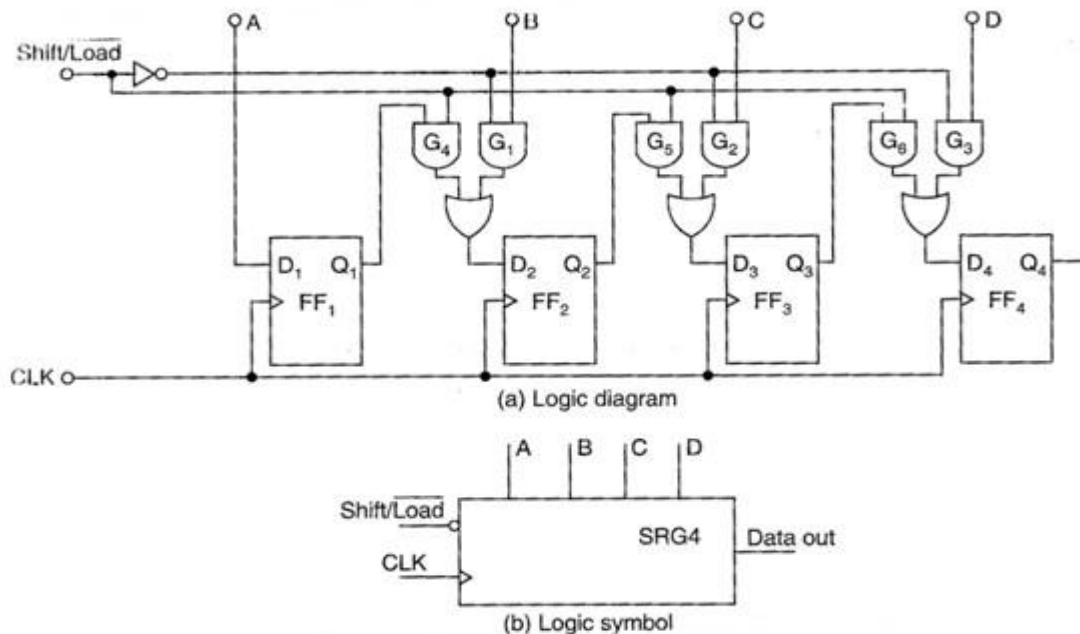 A B C D
Shift/Load
G4 G1 G5 G2 G6 G3
D1 Q1 D2 Q2 D3 Q3 D4 Q4
FF1 FF2 FF3 FF4
CLK
(a) Logic diagram
A B C D
Shift/Load
SRG4 Data out
CLK
(b) Logic symbol